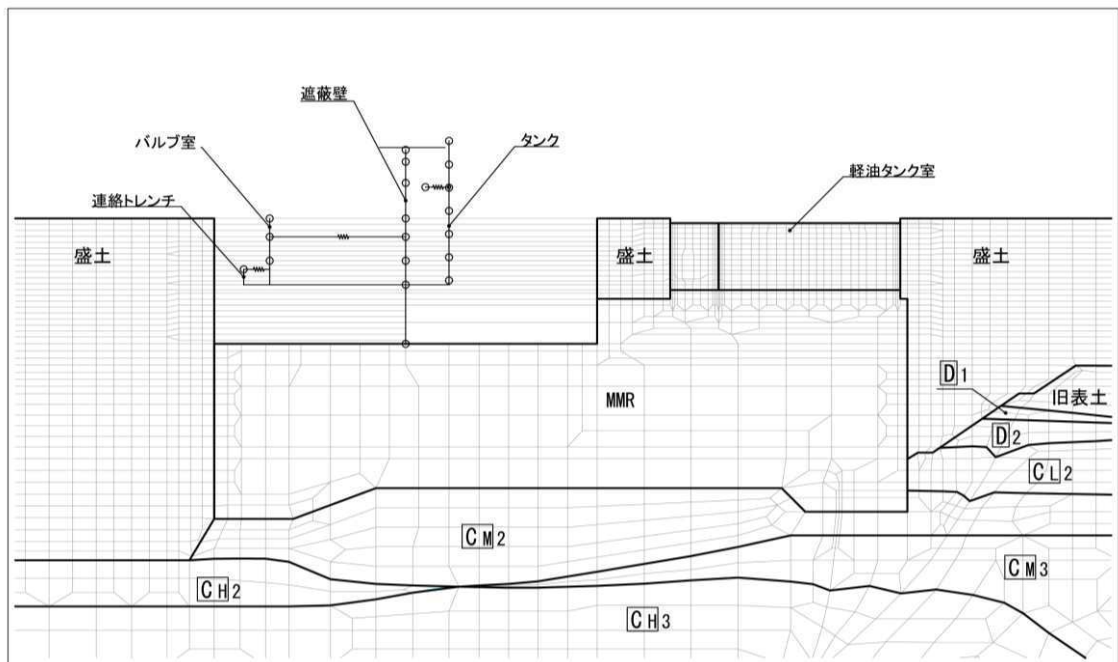 遮蔽壁
バルブ室
タンク
連絡トレンチ
軽油タンク室
盛土
盛土
盛土
D1
旧表土
MMR
D2
CL2
CM2
CM3
CH2
CH3